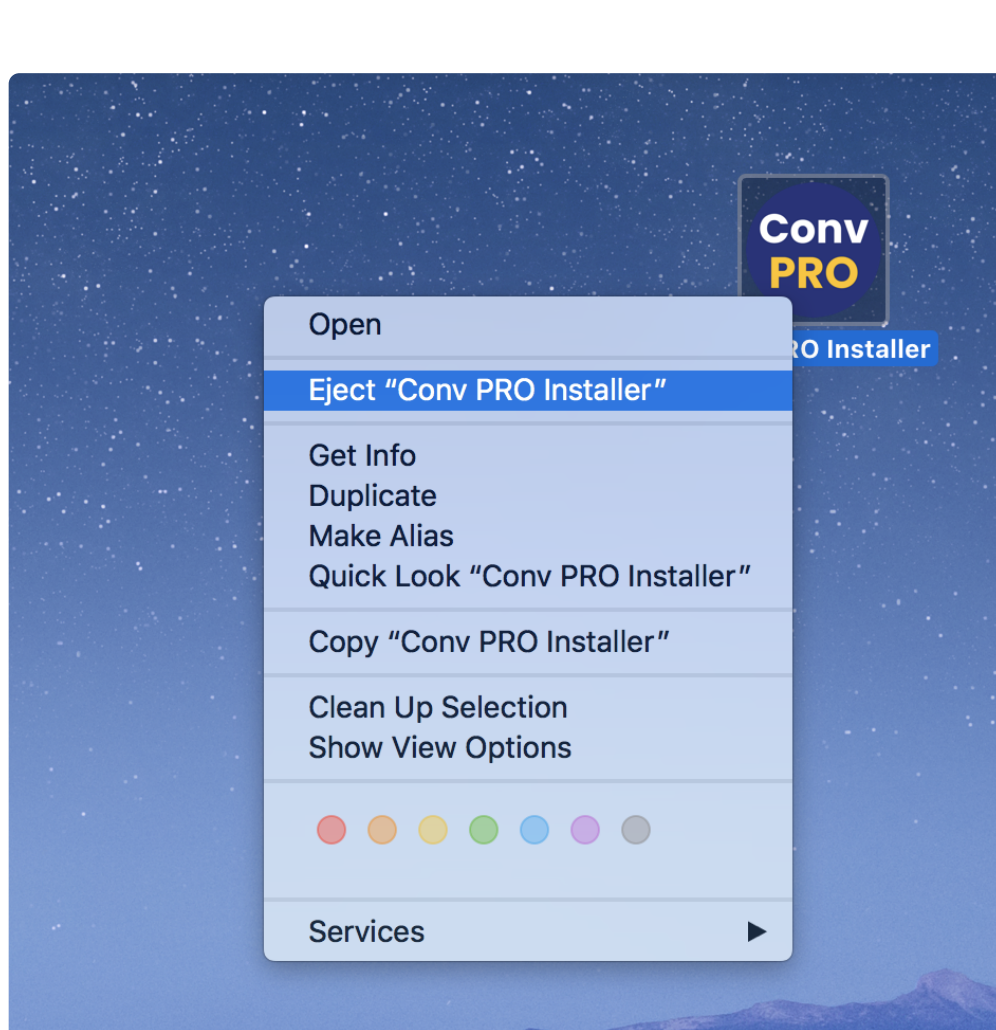 Conv
PRO
RO Installer
Open
Eject “Conv PRO Installer”
Get Info
Duplicate
Make Alias
Quick Look “Conv PRO Installer”
Copy “Conv PRO Installer”
Clean Up Selection
Show View Options
Services